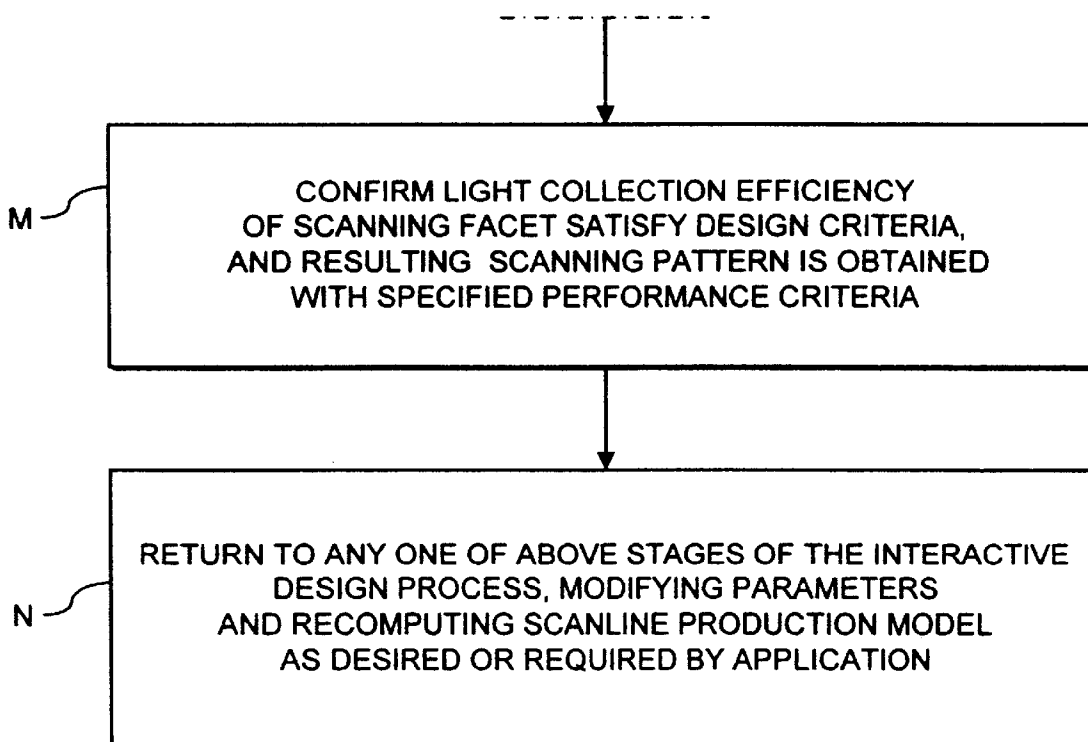 M
CONFIRM LIGHT COLLECTION EFFICIENCY
OF SCANNING FACET SATISFY DESIGN CRITERIA,
AND RESULTING SCANNING PATTERN IS OBTAINED
WITH SPECIFIED PERFORMANCE CRITERIA
N
RETURN TO ANY ONE OF ABOVE STAGES OF THE INTERACTIVE
DESIGN PROCESS, MODIFYING PARAMETERS
AND RECOMPUTING SCANLINE PRODUCTION MODEL
AS DESIRED OR REQUIRED BY APPLICATION